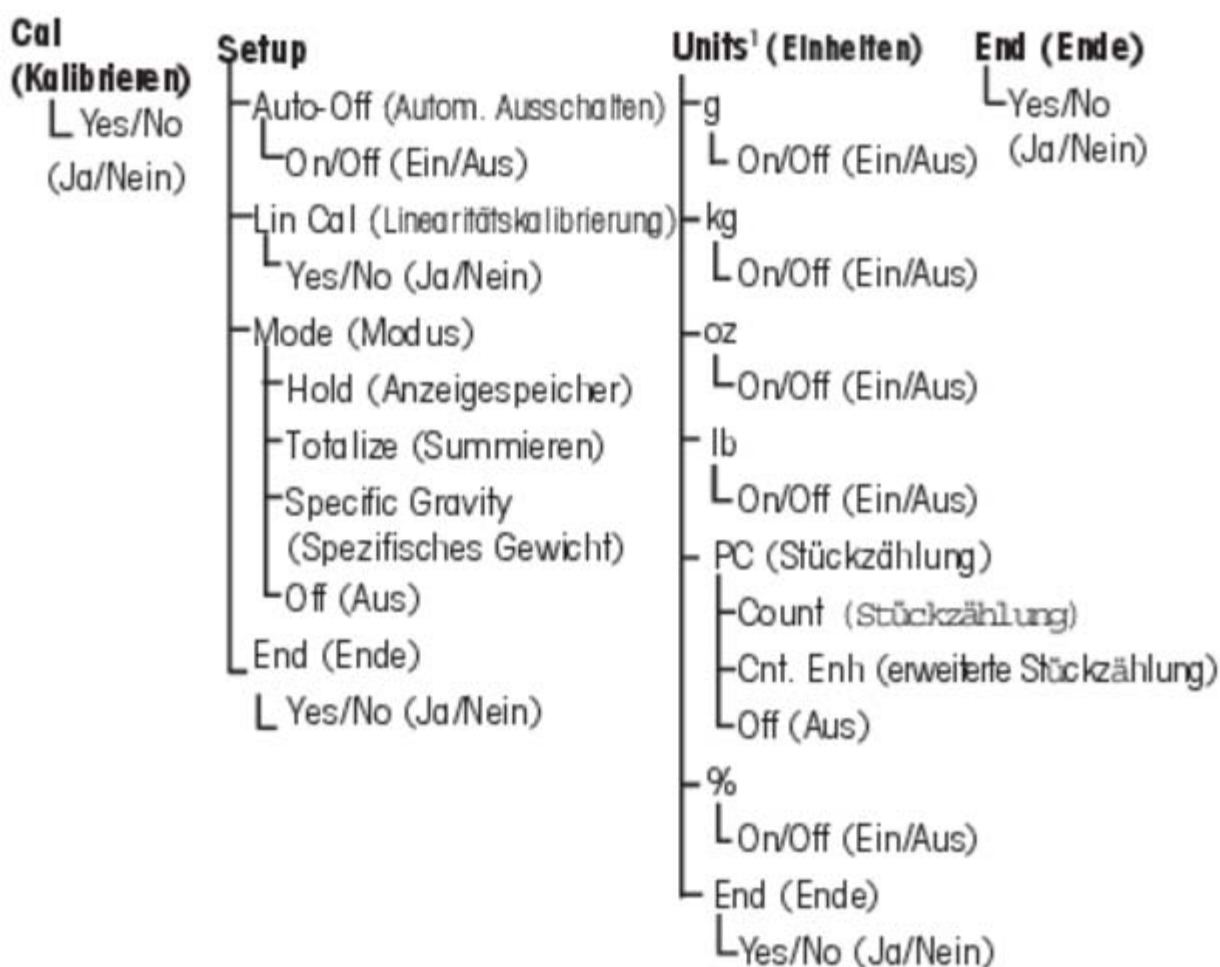 Cal
(Kalibrieren)
Yes/No
(Ja/Nein)
Setup
Auto-Off (Autom. Ausschalten)
On/Off (Ein/Aus)
Lin Cal (Linearitätskalibrierung)
Yes/No (Ja/Nein)
Mode (Modus)
Hold (Anzeigespeicher)
Totalize (Summieren)
Specific Gravity
(Spezifisches Gewicht)
Off (Aus)
End (Ende)
Yes/No (Ja/Nein)
Units¹ (Einheiten)
g
On/Off (Ein/Aus)
kg
On/Off (Ein/Aus)
oz
On/Off (Ein/Aus)
lb
On/Off (Ein/Aus)
PC (Stückzählung)
Count (Stückzählung)
Cnt. Enh (erweiterte Stückzählung)
Off (Aus)
%
On/Off (Ein/Aus)
End (Ende)
Yes/No (Ja/Nein)
End (Ende)
Yes/No
(Ja/Nein)